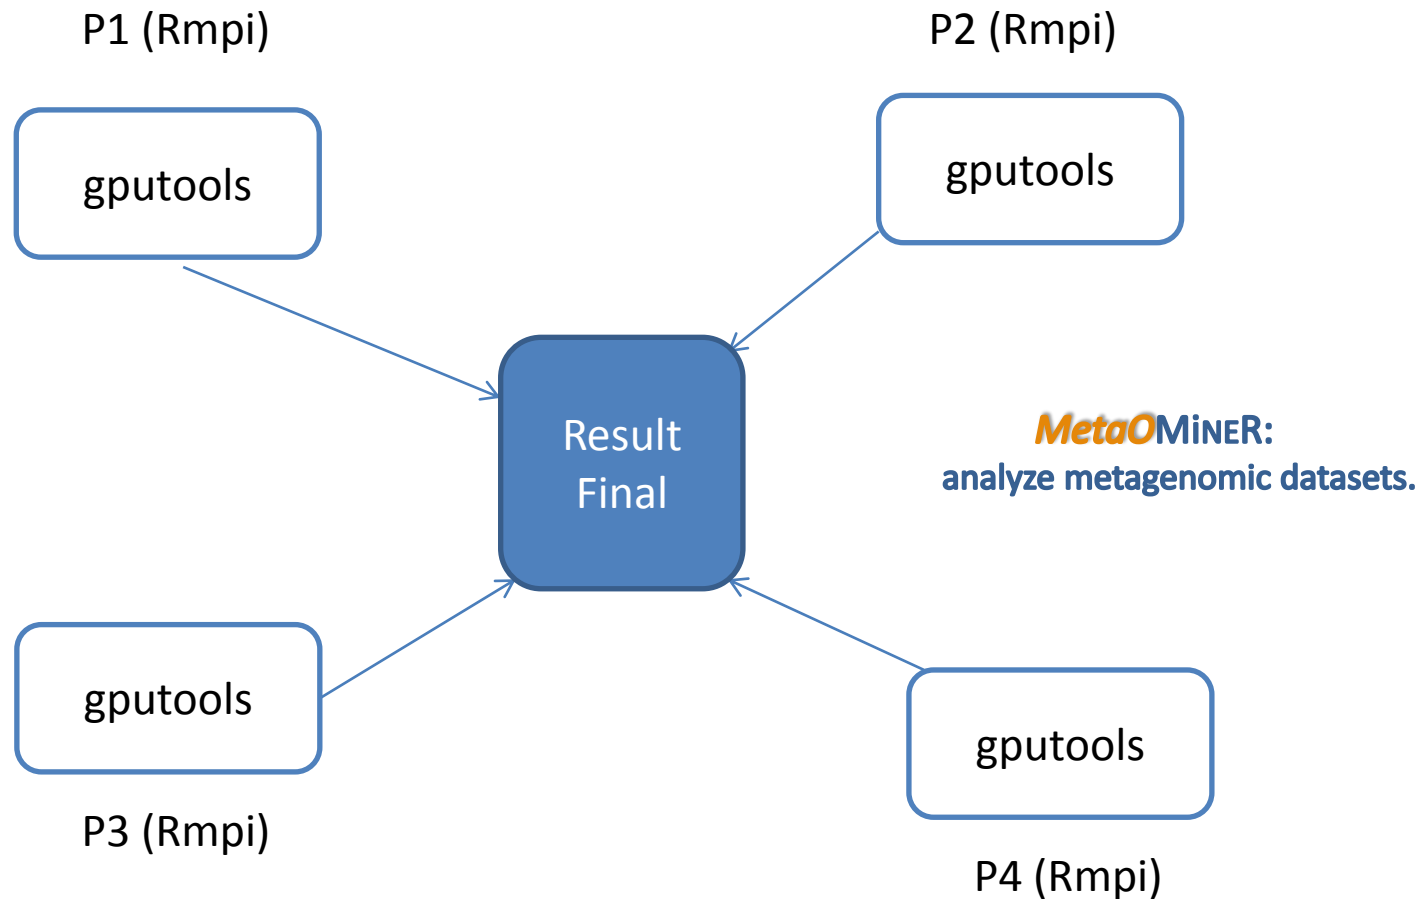 P1 (Rmpi)
P2 (Rmpi)
gputools
gputools
Result
Final
MetaOMiNER:
analyze metagenomic datasets.
gputools
gputools
P3 (Rmpi)
P4 (Rmpi)